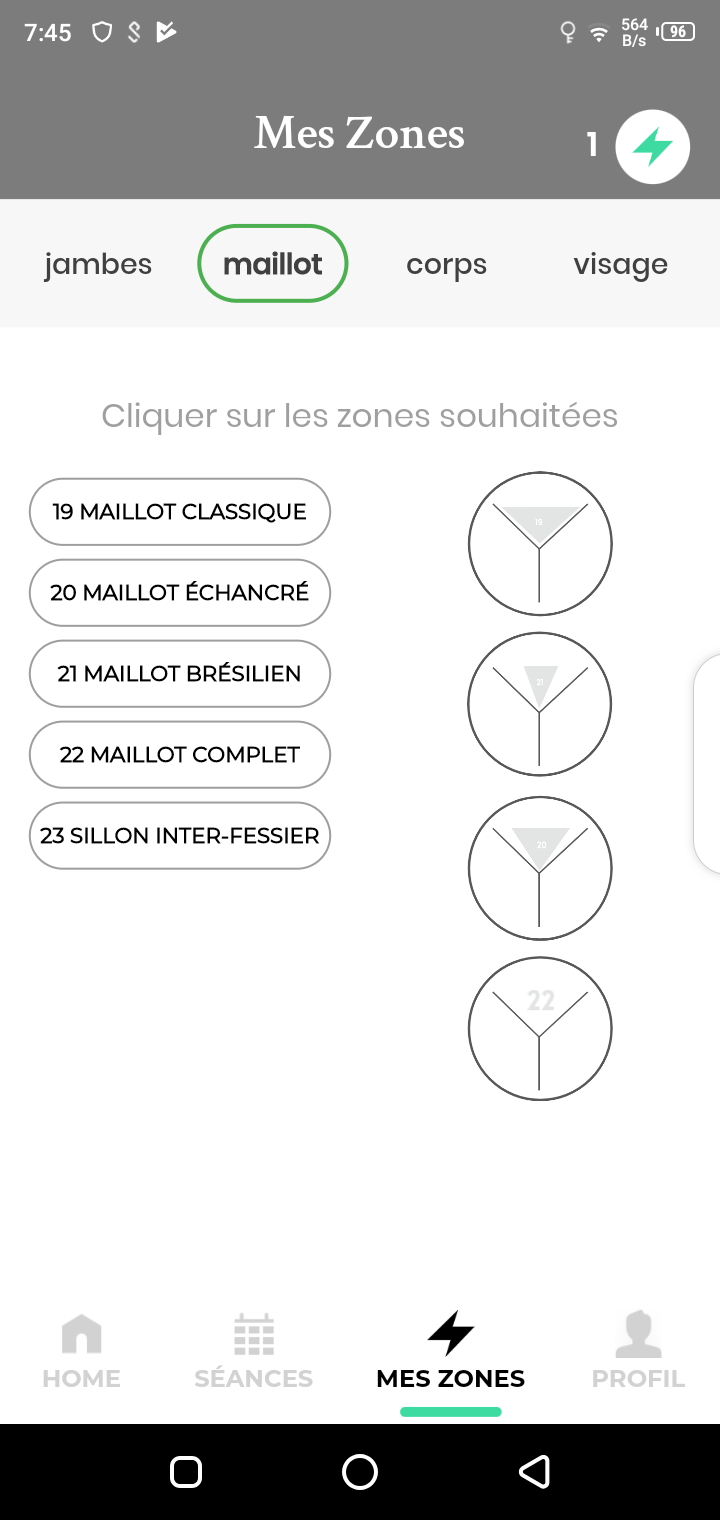 7:45
564 B/s
96
Mes Zones
1
jambes
maillot
corps
visage
Cliquer sur les zones souhaitées
19 MAILLOT CLASSIQUE
20 MAILLOT ÉCHANCRÉ
21 MAILLOT BRÉSILIEN
22 MAILLOT COMPLET
23 SILLON INTER-FESSIER
19
21
20
22
HOME
SÉANCES
MES ZONES
PROFIL